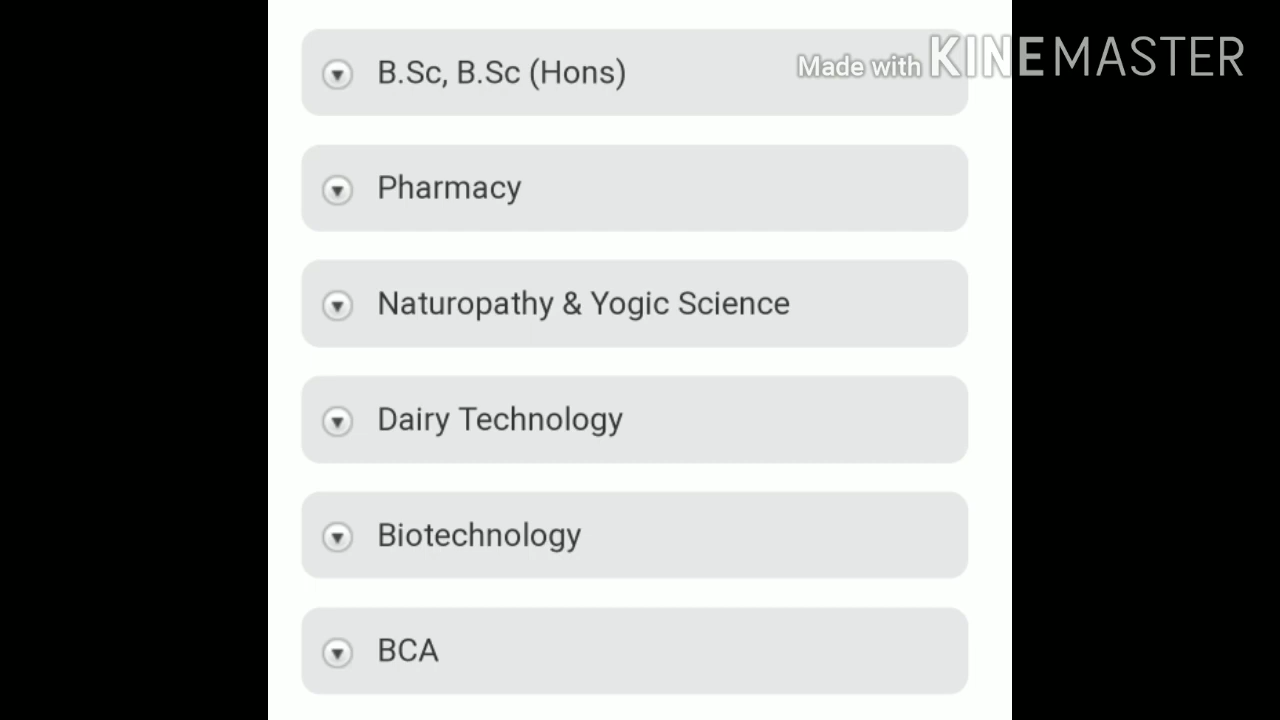 B.Sc, B.Sc (Hons)
Made with KINEMASTER
Pharmacy
Naturopathy & Yogic Science
Dairy Technology
Biotechnology
BCA